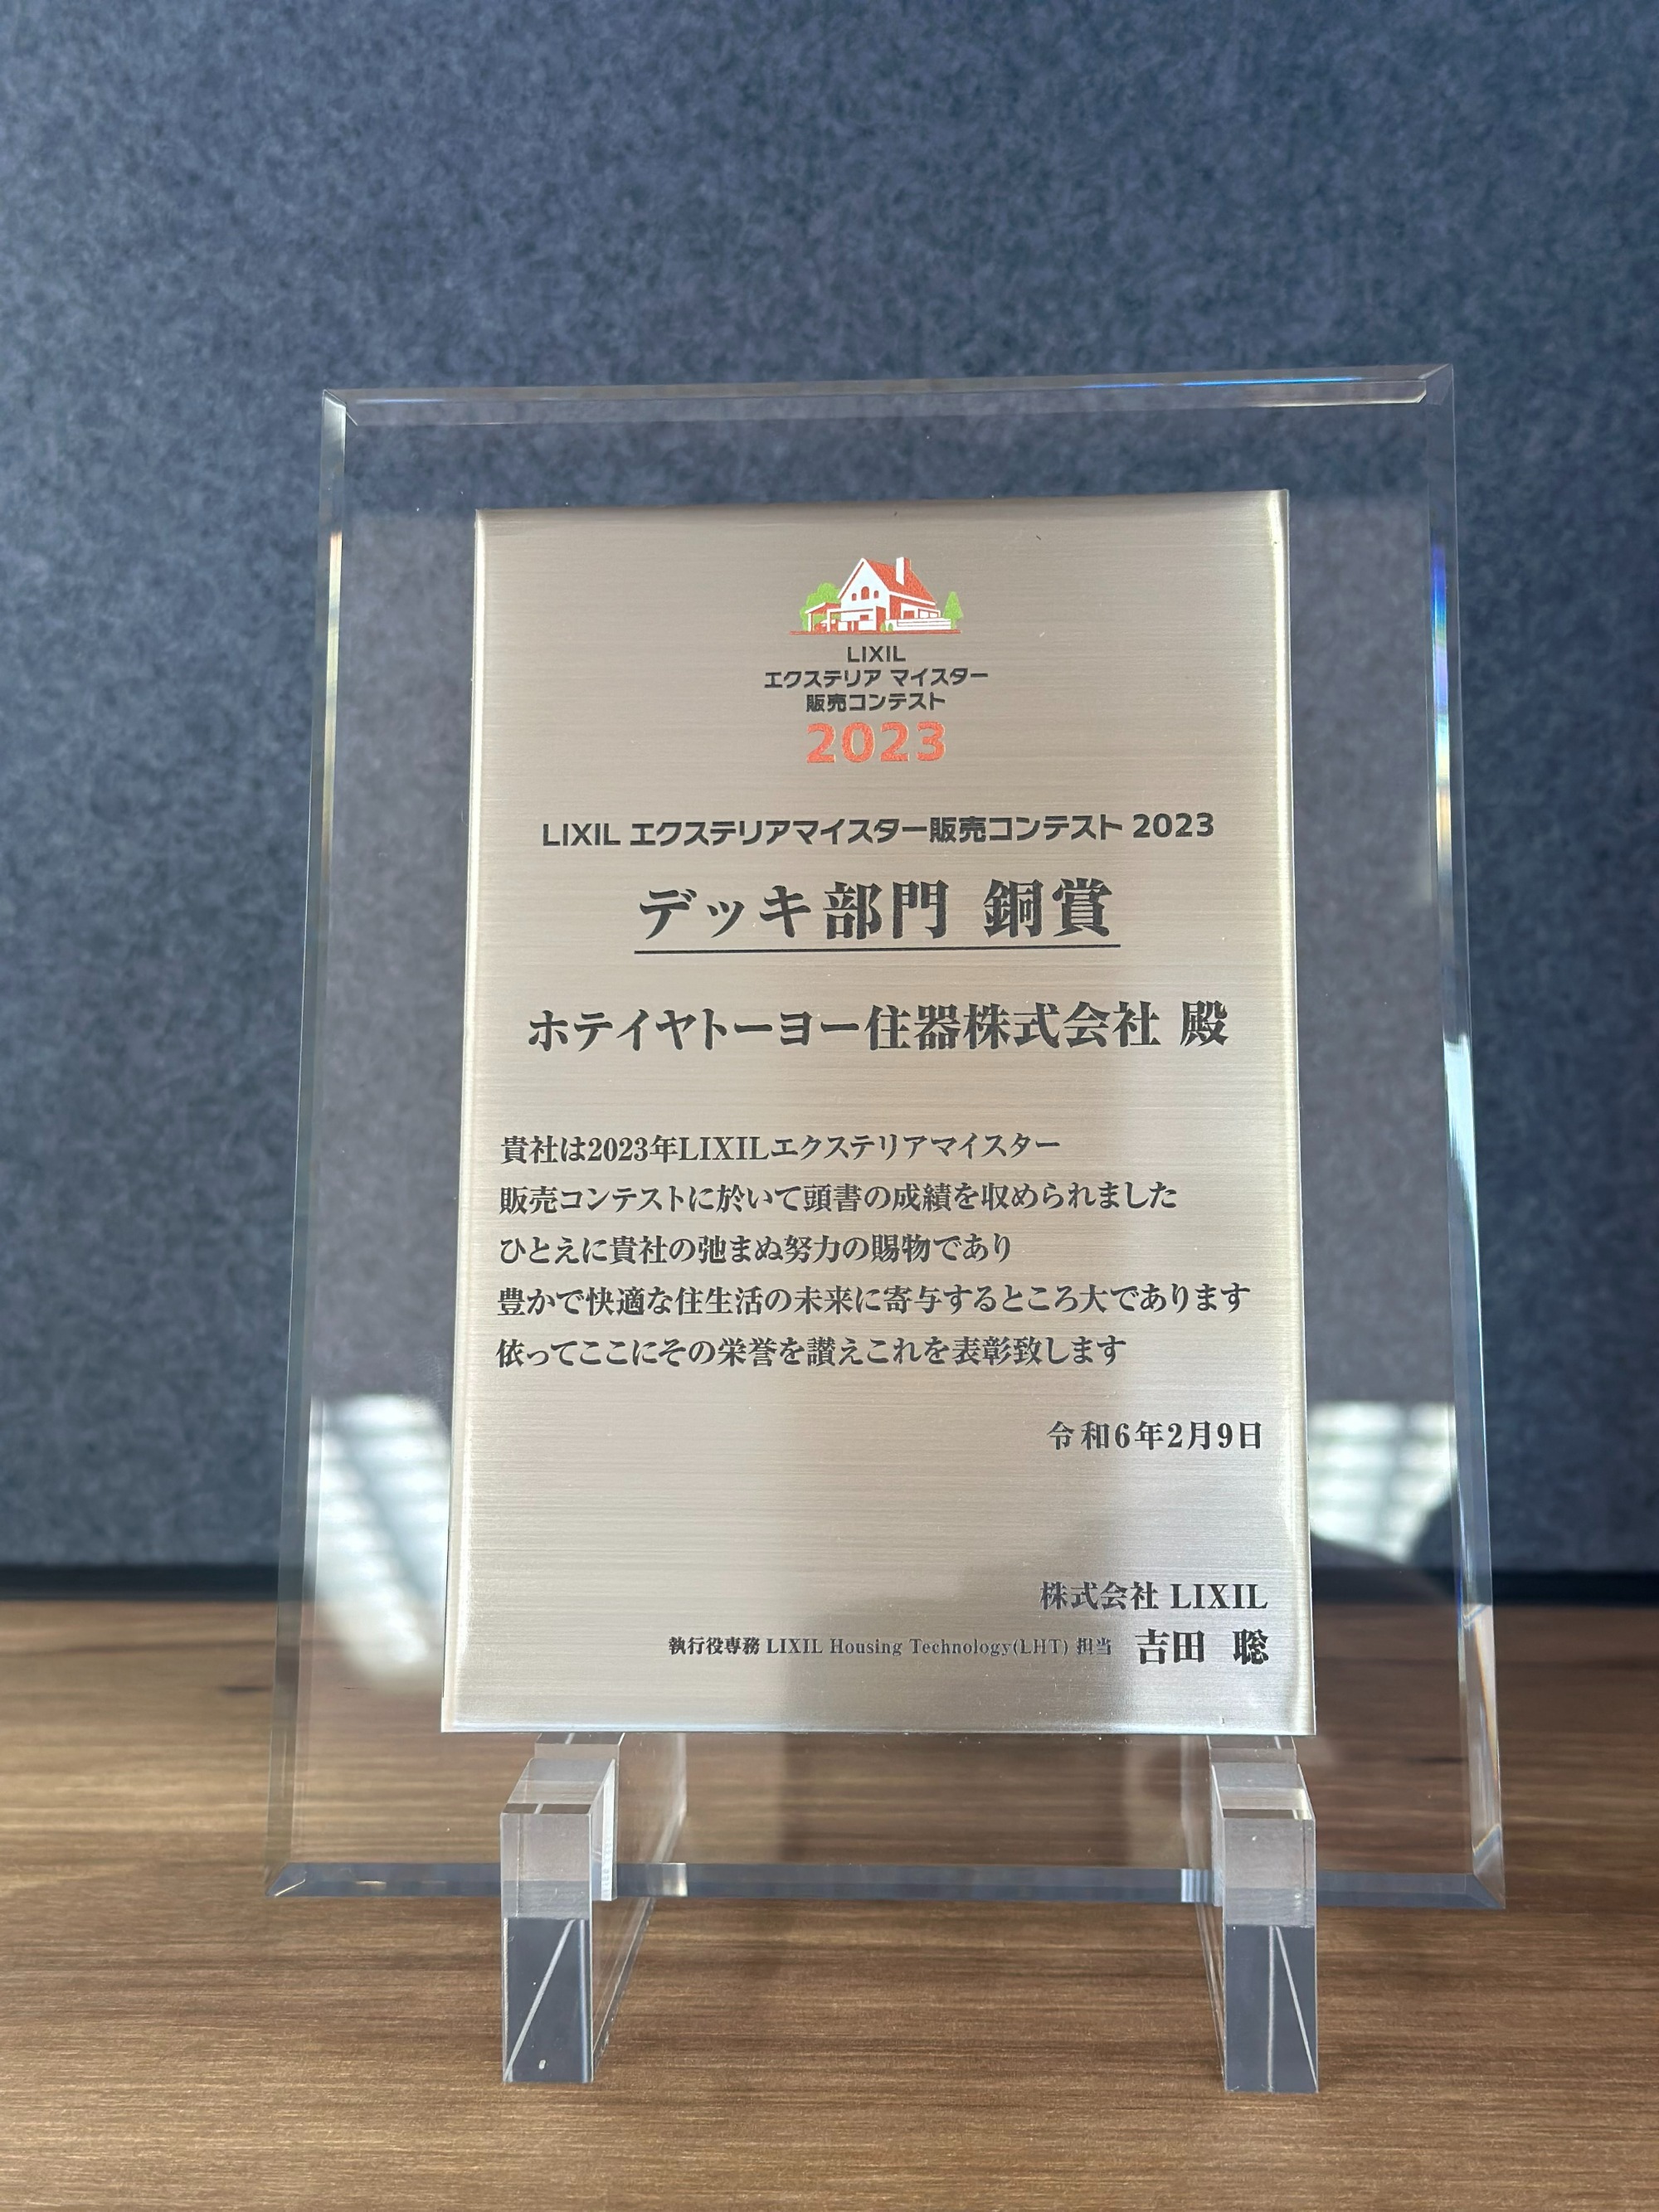 LIXIL
エクステリア マイスター
販売コンテスト
2023
LIXIL エクステリアマイスター販売コンテスト 2023
デッキ部門 銅賞
ホテイヤトーヨー住器株式会社 殿
貴社は2023年LIXILエクステリアマイスター
販売コンテストに於いて頭書の成績を収められました
ひとえに貴社の弛まぬ努力の賜物であり
豊かで快適な住生活の未来に寄与するところ大であります
依ってここにその栄誉を讃えこれを表彰致します
令和6年2月9日
株式会社 LIXIL
執行役専務 LIXIL Housing Technology(LHT) 担当 吉田 聡